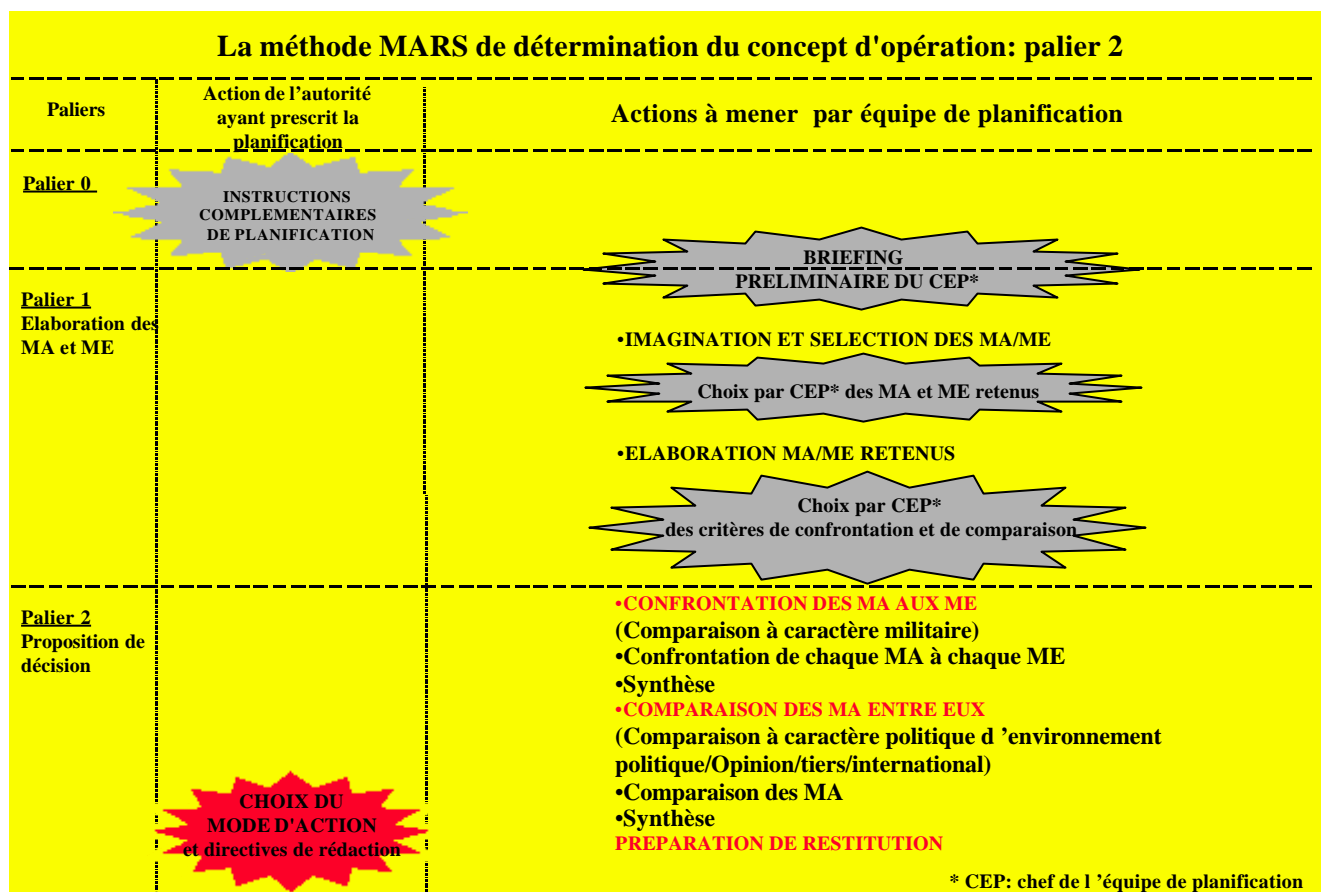 La méthode MARS de détermination du concept d'opération: palier 2
Paliers
Action de l'autorité
ayant prescrit la
planification
Actions à mener par équipe de planification
Palier 0
INSTRUCTIONS
COMPLEMENTAIRES
DE PLANIFICATION
BRIEFING
PRELIMINAIRE DU CEP*
Palier 1
Elaboration des
MA et ME
•IMAGINATION ET SELECTION DES MA/ME
Choix par CEP* des MA et ME retenus
•ELABORATION MA/ME RETENUS
Choix par CEP*
des critères de confrontation et de comparaison
Palier 2
Proposition de
décision
•CONFRONTATION DES MA AUX ME
(Comparaison à caractère militaire)
•Confrontation de chaque MA à chaque ME
•Synthèse
•COMPARAISON DES MA ENTRE EUX
(Comparaison à caractère politique d ’environment
politique/Opinion/tiers/international)
•Comparaison des MA
•Synthèse
PREPARATION DE RESTITUTION
CHOIX DU
MODE D'ACTION
et directives de rédaction
* CEP: chef de l ’équipe de planification